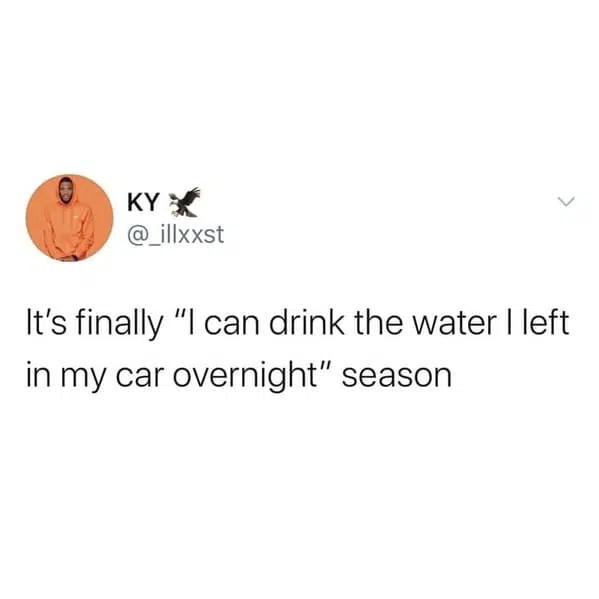 KY 🦅
@_illxxst
It’s finally “I can drink the water I left
in my car overnight” season